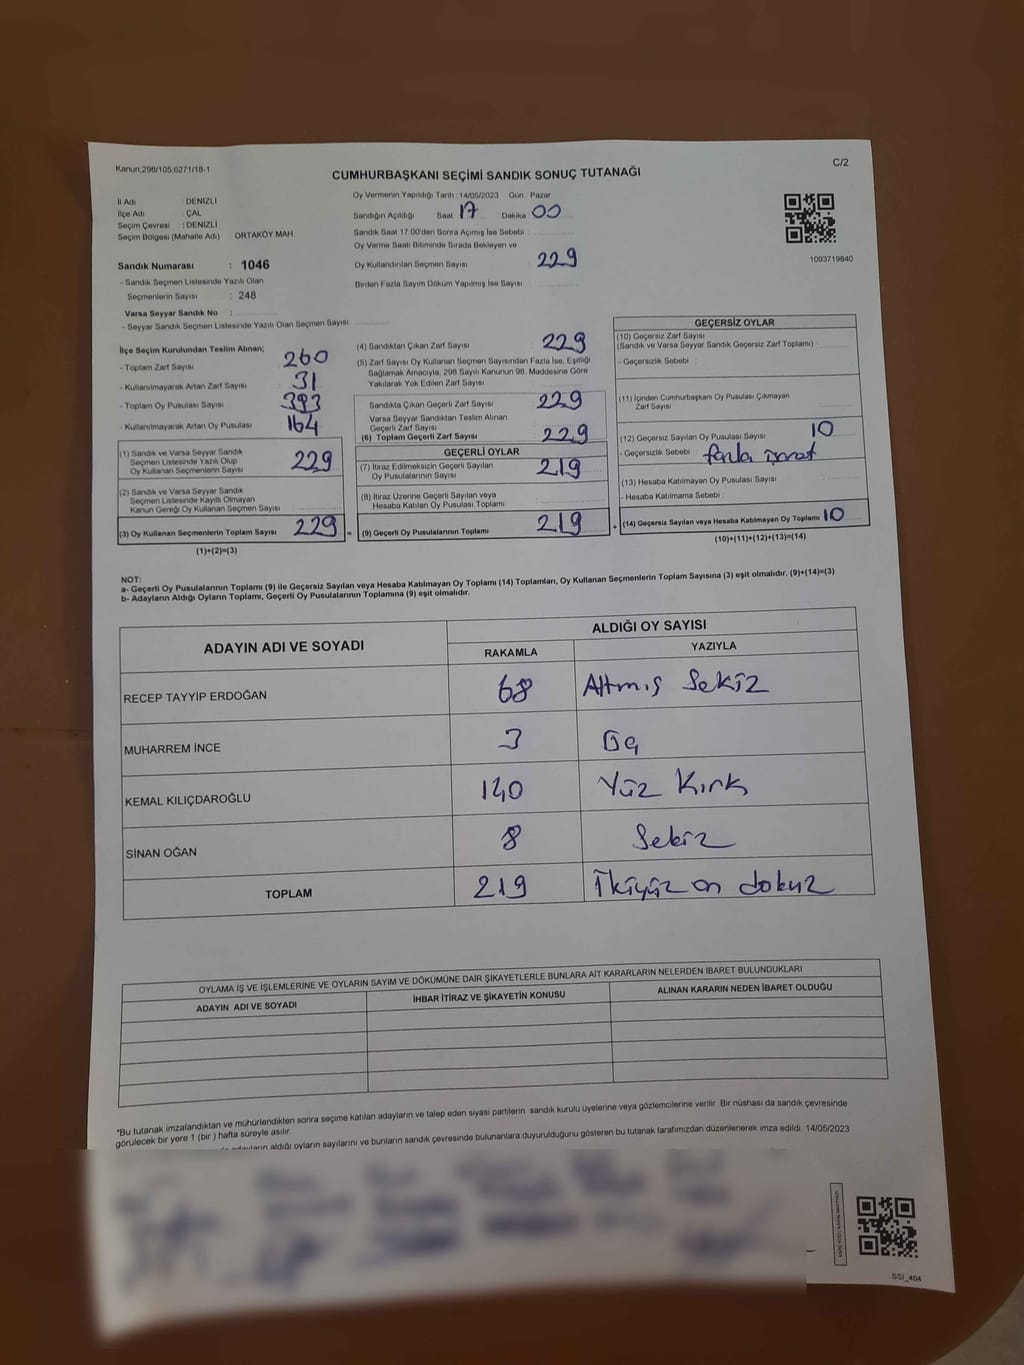 Kanun;298/105;6271/16-1
C/2
CUMHURBAŞKANI SEÇİMİ SANDIK SONUÇ TUTANAĞI
İl Adı : DENİZLİ
İlçe Adı : ÇAL
Seçim Çevresi : DENİZLİ
Seçim Bölgesi (Mahalle Adı) : ORTAKÖY MAH.
Sandık Numarası : 1046
- Sandık Seçmen Listesinde Yazılı Olan
Seçmenlerin Sayısı : 248
Varsa Seyyar Sandık No :
- Seyyar Sandık Seçmen Listesinde Yazılı Olan Seçmen Sayısı
Oy Vermenin Yapıldığı Tarih : 14/05/2023 Gün : Pazar
Sandığın Açıldığı Saat 17 Dakika 00
Sandık Saat 17:00'den Sonra Açımış İse Sebebi :
Oy Verme Saati Bitiminde Sırada Bekleyen ve
Oy Kullandırılan Seçmen Sayısı 229
Birden Fazla Sayım Döküm Yapılmış İse Sayısı :
1093719840
İlçe Seçim Kurulundan Teslim Alınan;
- Toplam Zarf Sayısı 260
- Kullanılmayarak Artan Zarf Sayısı 31
- Toplam Oy Pusulası Sayısı 393
- Kullanılmayarak Artan Oy Pusulası 164
(1) Sandık ve Varsa Seyyar Sandık
Seçmen Listesinde Yazılı Olup
Oy Kullanan Seçmenlerin Sayısı 229
(2) Sandık ve Varsa Seyyar Sandık
Seçmen Listesinde Kayıtlı Olmayan
Kanun Gereği Oy Kullanan Seçmen Sayısı
(3) Oy Kullanan Seçmenlerin Toplam Sayısı 229 =
(1)+(2)=(3)
(4) Sandıktan Çıkan Zarf Sayısı 229
(5) Zarf Sayısı Oy Kullanan Seçmen Sayısından Fazla İse, Eşitliği
Sağlamak Amacıyla, 298 Sayılı Kanunun 98. Maddesine Göre
Yakılarak Yok Edilen Zarf Sayısı
Sandıkta Çıkan Geçerli Zarf Sayısı 229
Varsa Seyyar Sandıktan Teslim Alınan
Geçerli Zarf Sayısı
(6) Toplam Geçerli Zarf Sayısı 229
GEÇERLİ OYLAR
(7) İtiraz Edilmeksizin Geçerli Sayılan
Oy Pusulalarının Sayısı 219
(8) İtiraz Üzerine Geçerli Sayılan veya
Hesaba Katılan Oy Pusulası Toplamı
(9) Geçerli Oy Pusulalarının Toplamı 219 +
GEÇERSİZ OYLAR
(10) Geçersiz Zarf Sayısı
(Sandık ve Varsa Seyyar Sandık Geçersiz Zarf Toplamı) :
- Geçersizlik Sebebi :
(11) İçinden Cumhurbaşkanı Oy Pusulası Çıkmayan
Zarf Sayısı
(12) Geçersiz Sayılan Oy Pusulası Sayısı 10
- Geçersizlik Sebebi : fazla işaret
(13) Hesaba Katılmayan Oy Pusulası Sayısı
- Hesaba Katılmama Sebebi :
(14) Geçersiz Sayılan veya Hesaba Katılmayan Oy Toplamı 10
(10)+(11)+(12)+(13)=(14)
NOT:
a- Geçerli Oy Pusulalarının Toplamı (9) ile Geçersiz Sayılan veya Hesaba Katılmayan Oy Toplamı (14) Toplamları, Oy Kullanan Seçmenlerin Toplam Sayısına (3) eşit olmalıdır. (9)+(14)=(3)
b- Adayların Aldığı Oyların Toplamı, Geçerli Oy Pusulalarının Toplamına (9) eşit olmalıdır.
ADAYIN ADI VE SOYADI
ALDIĞI OY SAYISI
RAKAMLA YAZIYLA
RECEP TAYYİP ERDOĞAN 68 Altmış Sekiz
MUHARREM İNCE 3 Üç
KEMAL KILIÇDAROĞLU 140 Yüz Kırk
SİNAN OĞAN 8 Sekiz
TOPLAM 219 İkiyüz on dokuz
OYLAMA İŞ VE İŞLEMLERİNE VE OYLARIN SAYIM VE DÖKÜMÜNE DAİR ŞİKAYETLERLE BUNLARA AİT KARARLARIN NELERDEN İBARET BULUNDUKLARI
ADAYIN ADI VE SOYADI İHBAR İTİRAZ VE ŞİKAYETİN KONUSU ALINAN KARARIN NEDEN İBARET OLDUĞU
*Bu tutanak imzalandıktan ve mühürlendikten sonra seçime katılan adayların ve talep eden siyasi partilerin sandık kurulu üyelerine veya gözlemcilerine verilir. Bir nüshası da sandık çevresinde
görülecek bir yere 1 (bir ) hafta süreyle asılır.
aldığı oyların sayılarını ve bunların sandık çevresinde bulunanlara duyurulduğunu gösteren bu tutanak tarafımızdan düzenlenerek imza edildi. 14/05/2023
SSI_404